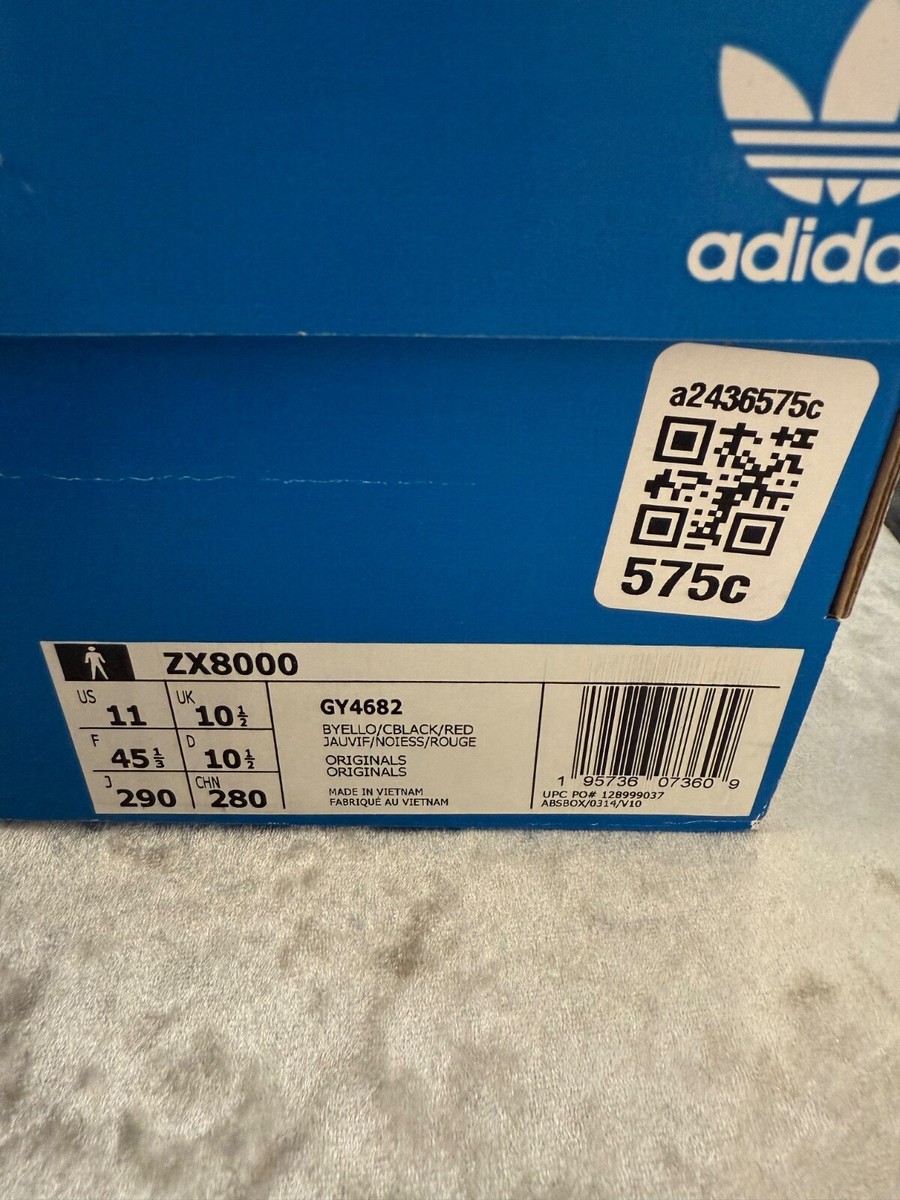 adidas
a2436575c
575c
ZX8000
US 11
UK 10½
F 45⅓
D 10½
J 290
CHN 280
GY4682
BYELLO/CBLACK/RED
JAUVIF/NOIESS/ROUGE
ORIGINALS
ORIGINALS
MADE IN VIETNAM
FABRIQUÉ AU VIETNAM
1 95736 07360 9
UPC PO# 128999037
ABSBOX/0314/V10